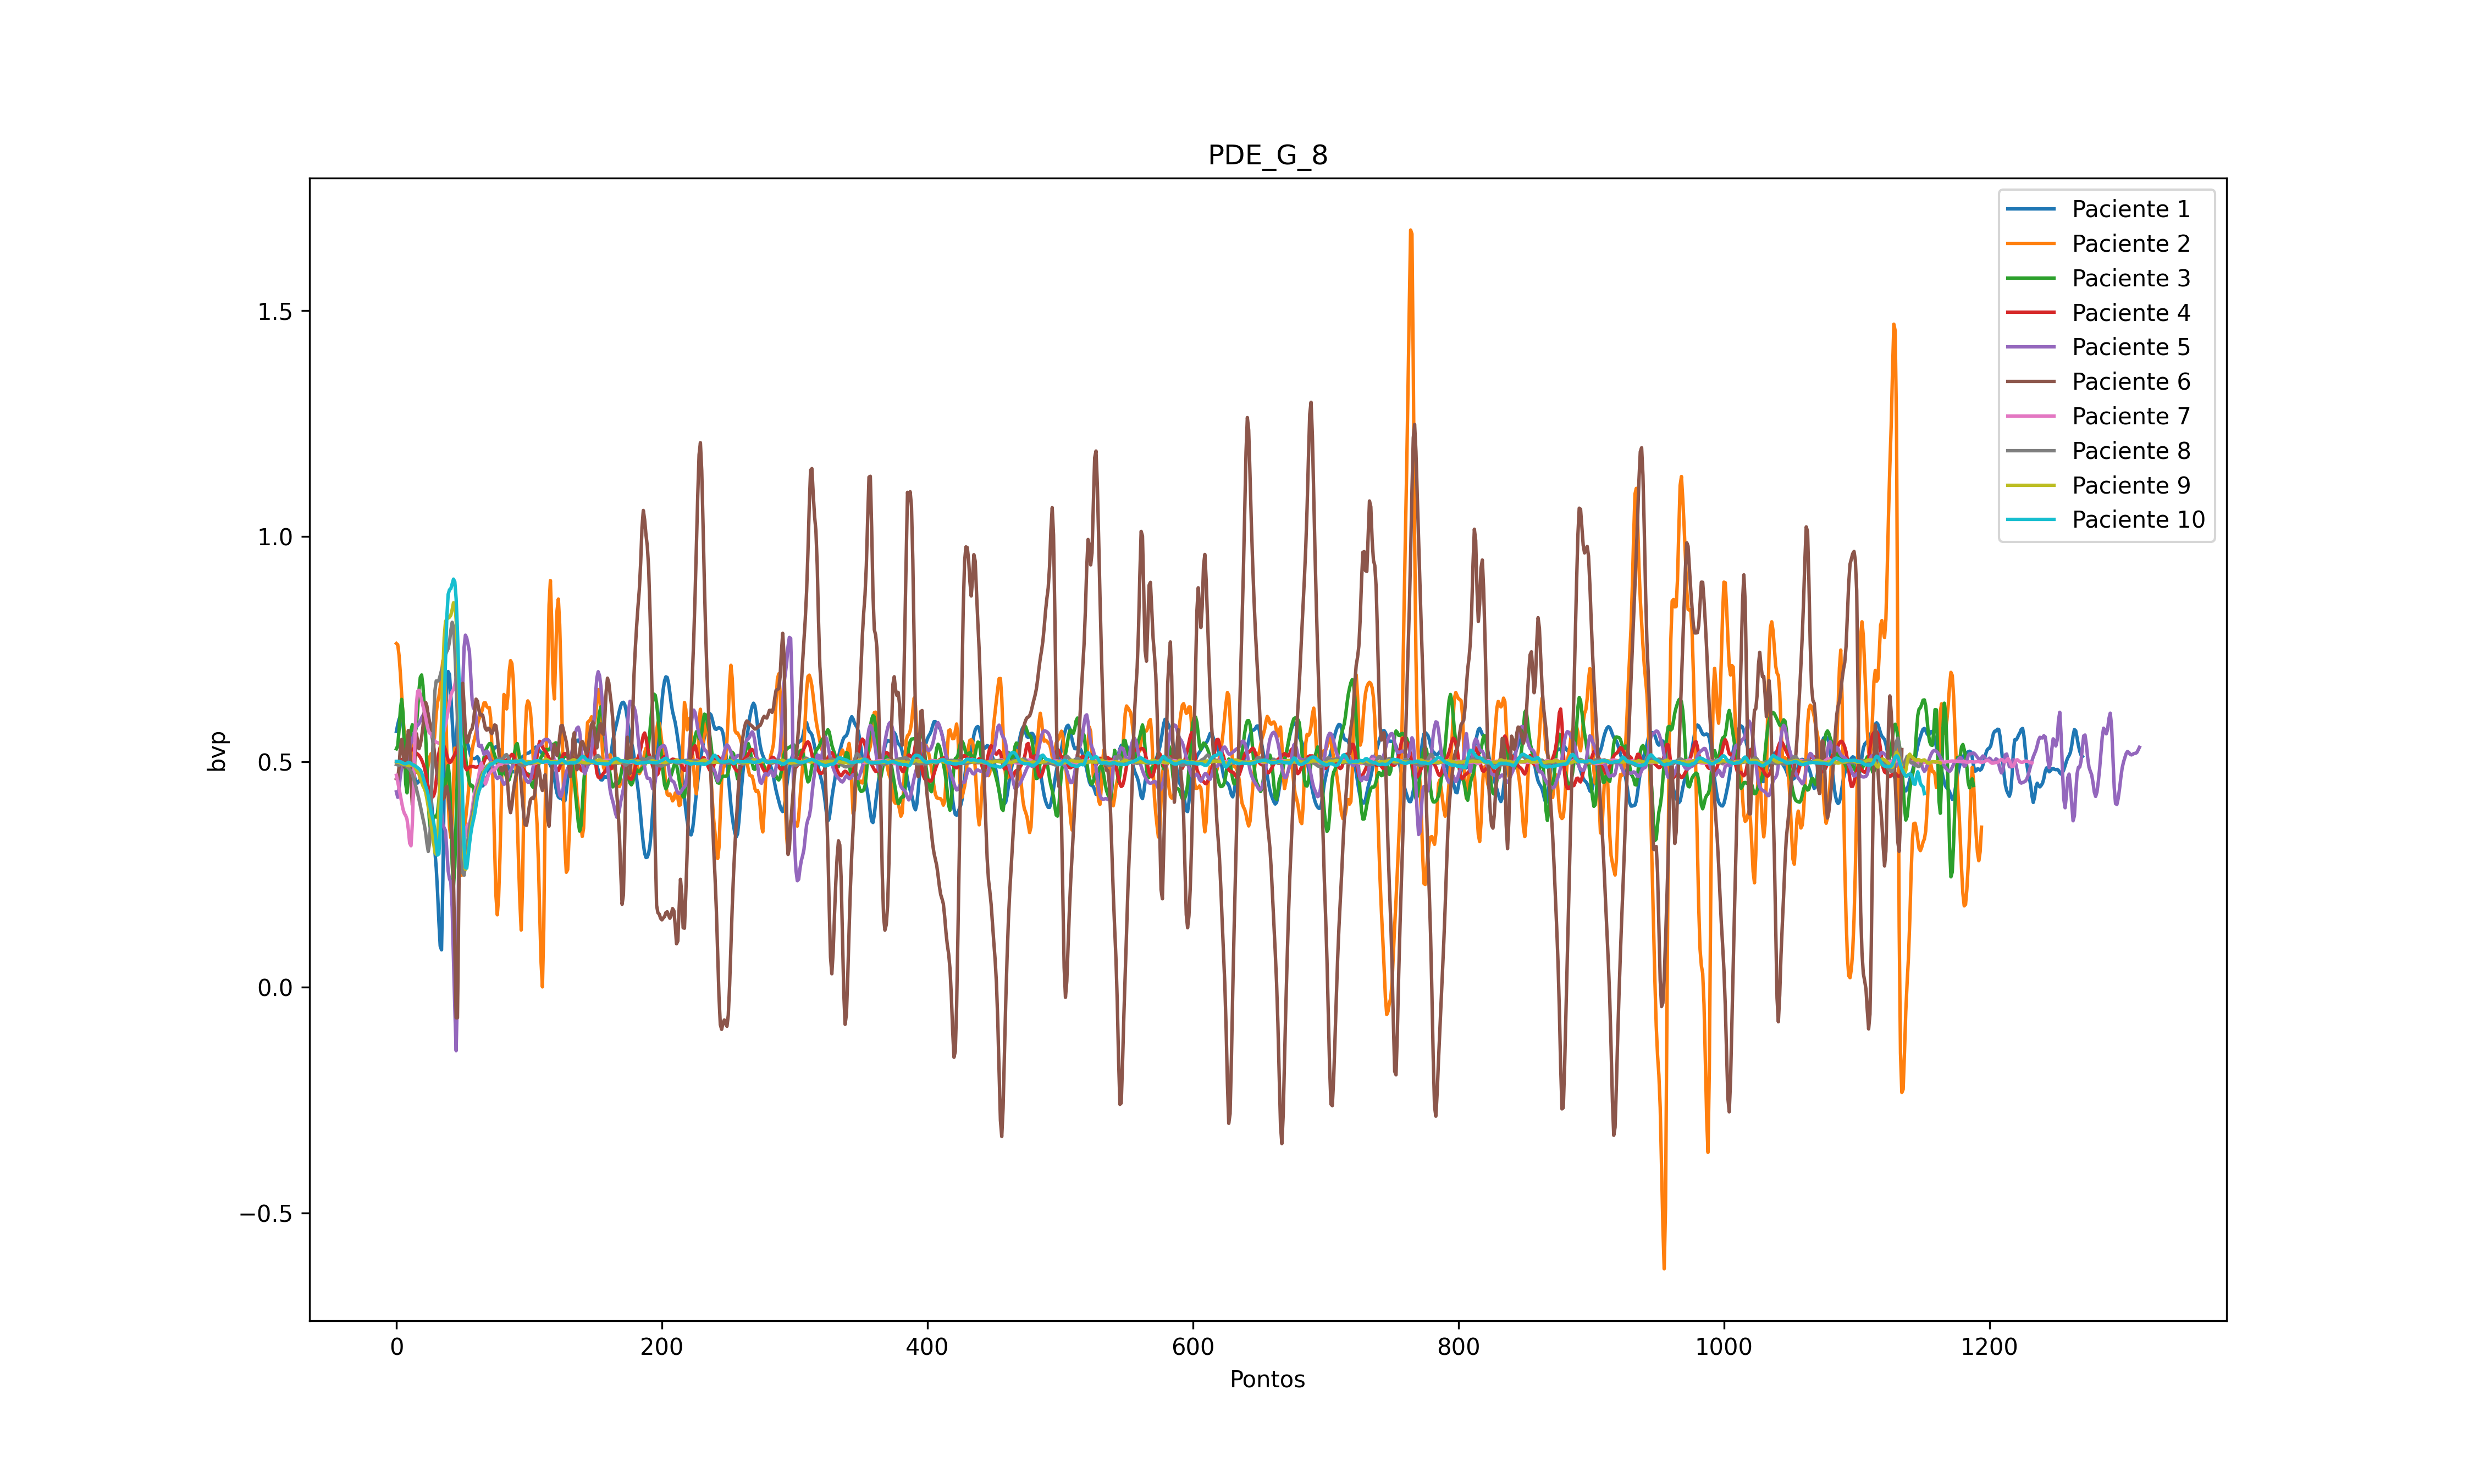 PDE_G_8
Paciente 1
Paciente 2
Paciente 3
Paciente 4
Paciente 5
Paciente 6
Paciente 7
Paciente 8
Paciente 9
Paciente 10
bvp
1.5
1.0
0.5
0.0
−0.5
0 200 400 600 800 1000 1200
Pontos